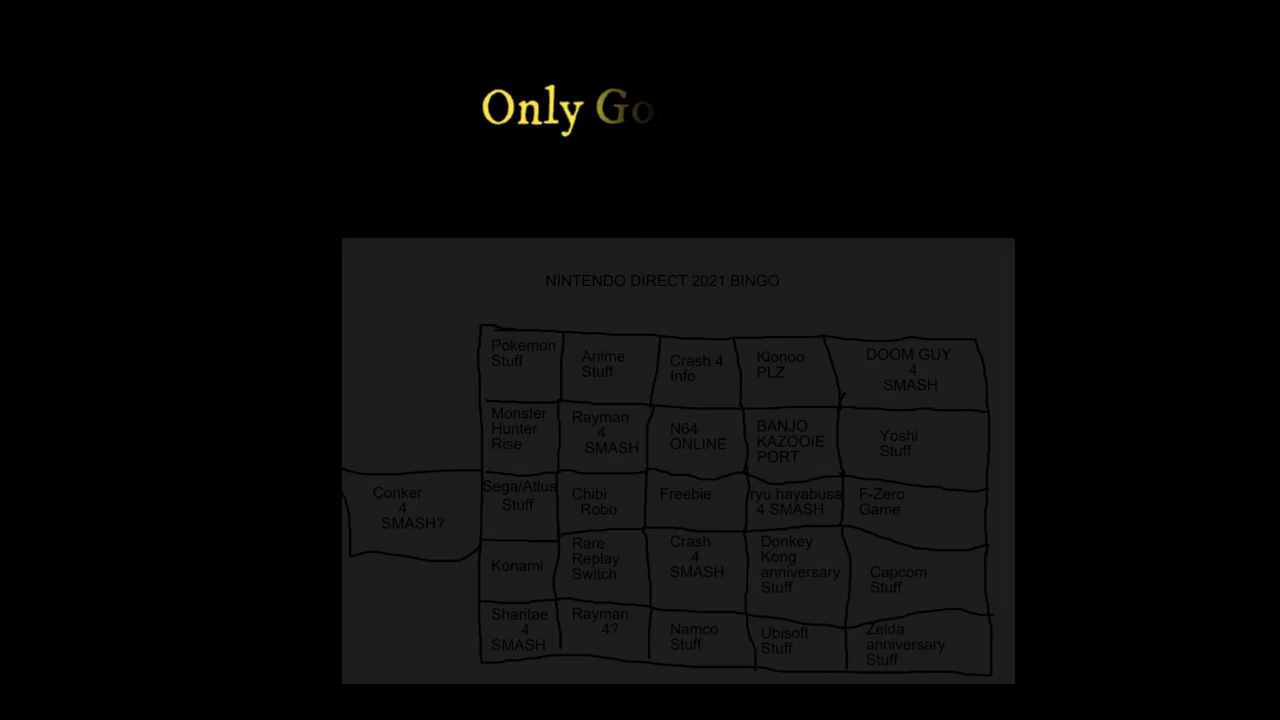 Only Go
NINTENDO DIRECT 2021 BINGO
Pokemon
Stuff
Anime
Stuff
Crash 4
Info
Klonoo
PLZ
DOOM GUY
4
SMASH
Monster
Hunter
Rise
Rayman
4
SMASH
N64
ONLINE
BANJO
KAZOOIE
PORT
Yoshi
Stuff
Conker
4
SMASH?
Sega/Atlus
Stuff
Chibi
Robo
Freebie
ryu hayabusa
4 SMASH
F-Zero
Game
Konami
Rare
Replay
Switch
Crash
4
SMASH
Donkey
Kong
anniversary
Stuff
Capcom
Stuff
Shantae
4
SMASH
Rayman
4?
Namco
Stuff
Ubisoft
Stuff
Zelda
anniversary
Stuff